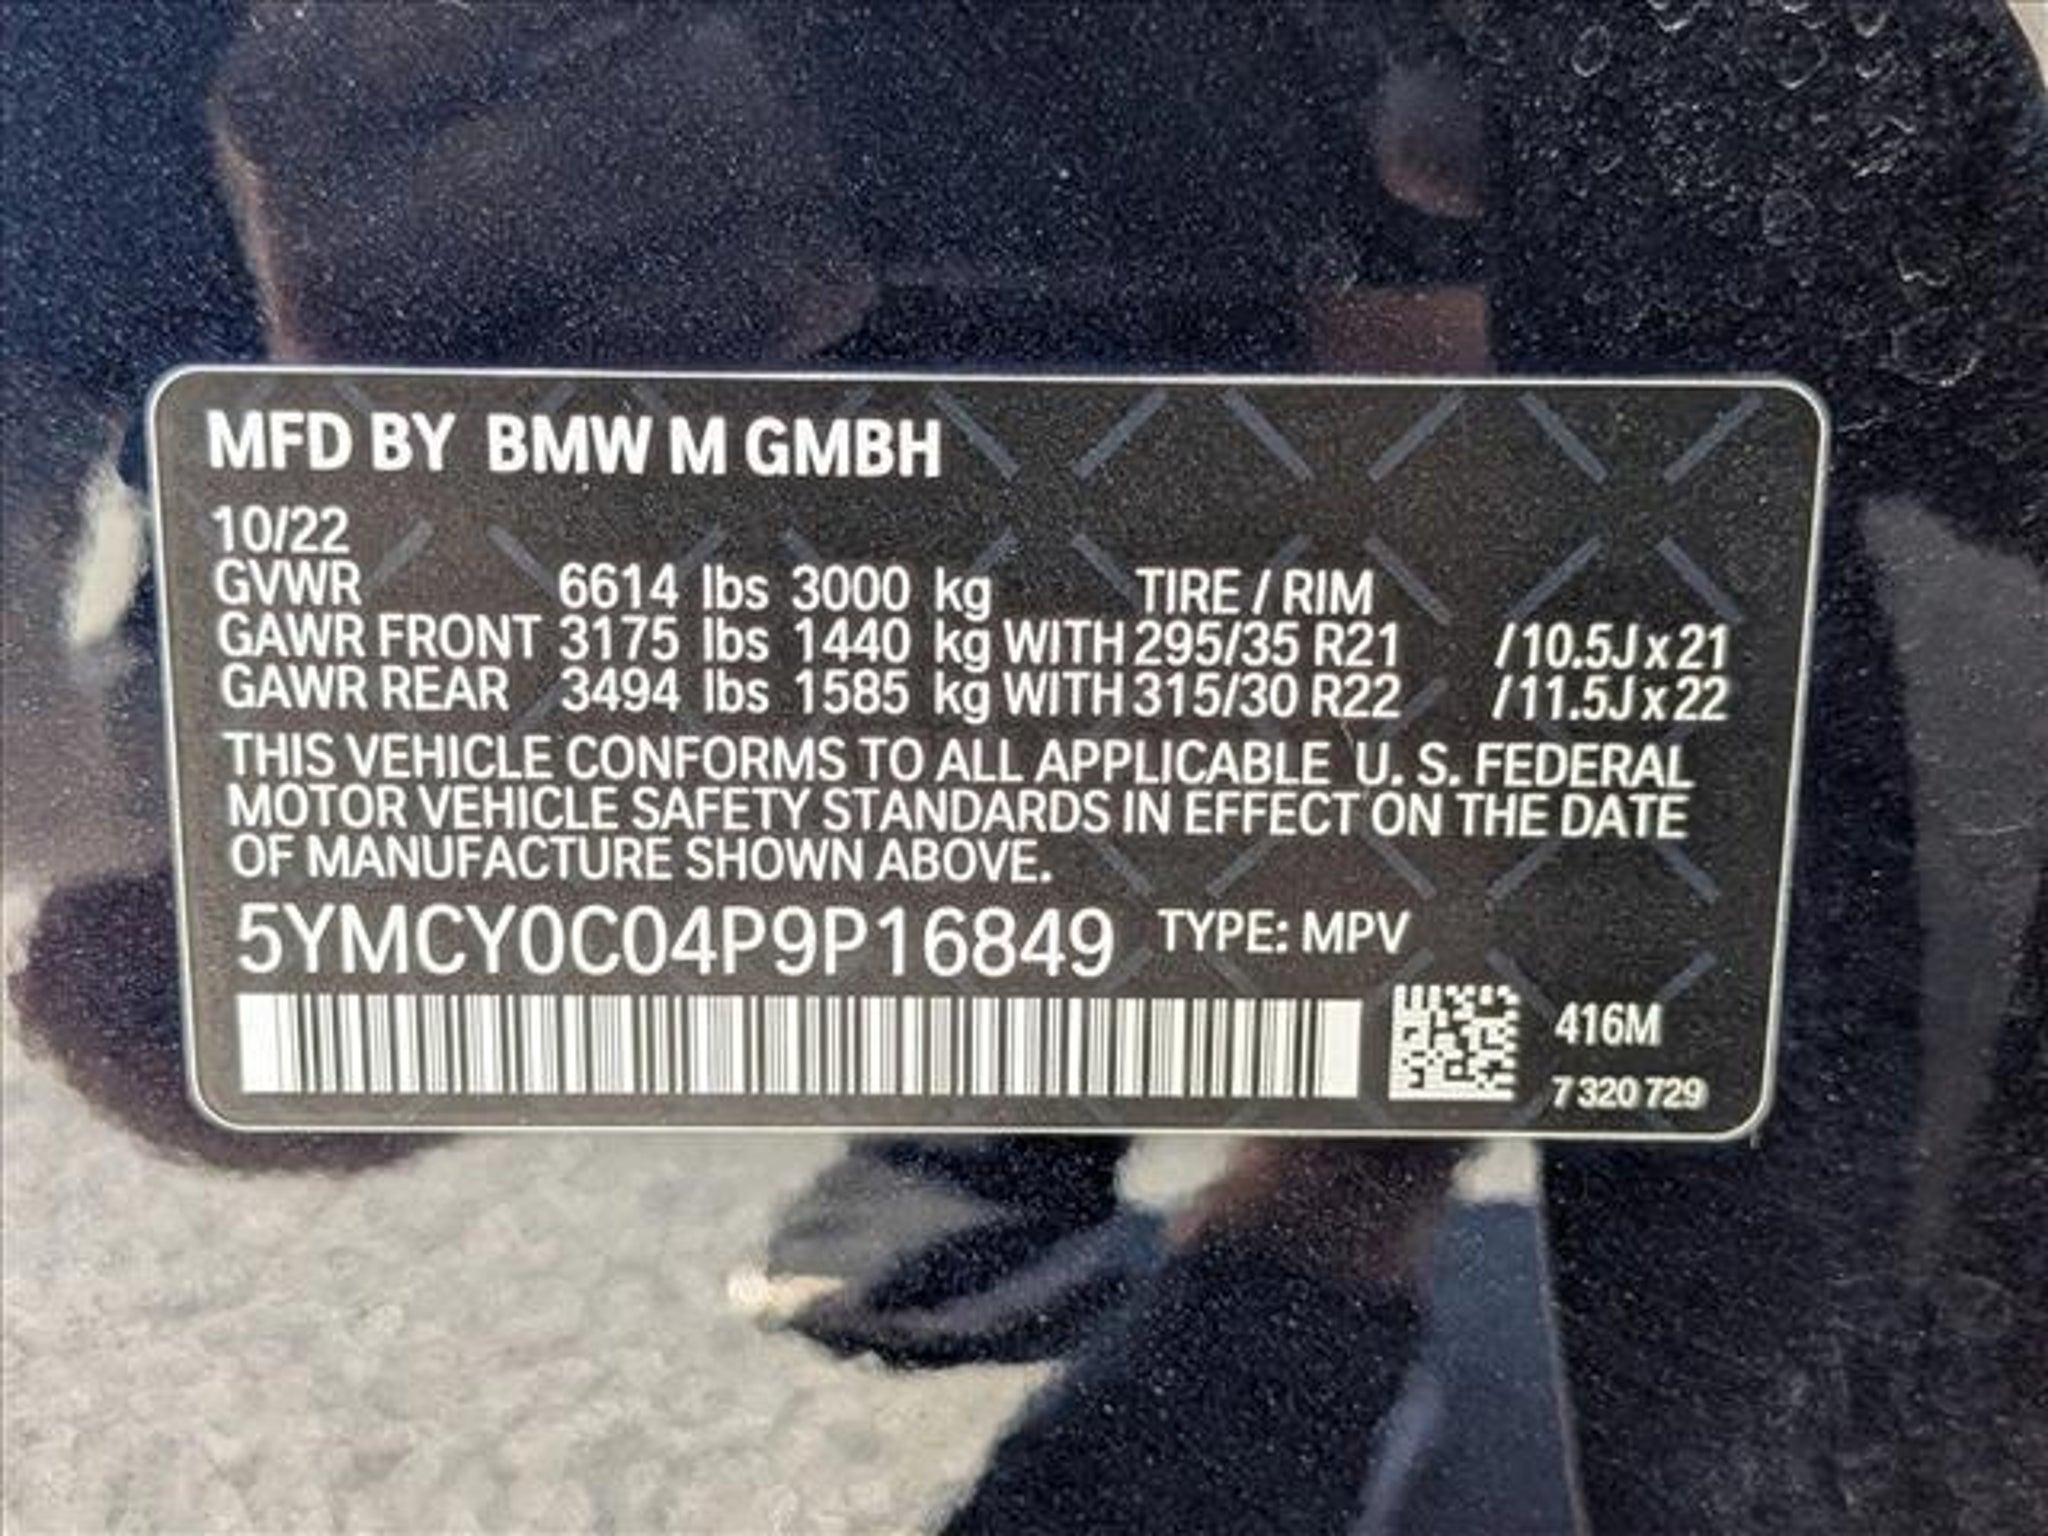 MFD BY BMW M GMBH
10/22
GVWR 6614 lbs 3000 kg TIRE / RIM
GAWR FRONT 3175 lbs 1440 kg WITH 295/35 R21 /10.5J x 21
GAWR REAR 3494 lbs 1585 kg WITH 315/30 R22 /11.5J x 22
THIS VEHICLE CONFORMS TO ALL APPLICABLE U. S. FEDERAL
MOTOR VEHICLE SAFETY STANDARDS IN EFFECT ON THE DATE
OF MANUFACTURE SHOWN ABOVE.
5YMCY0C04P9P16849 TYPE: MPV
416M
7 320 729